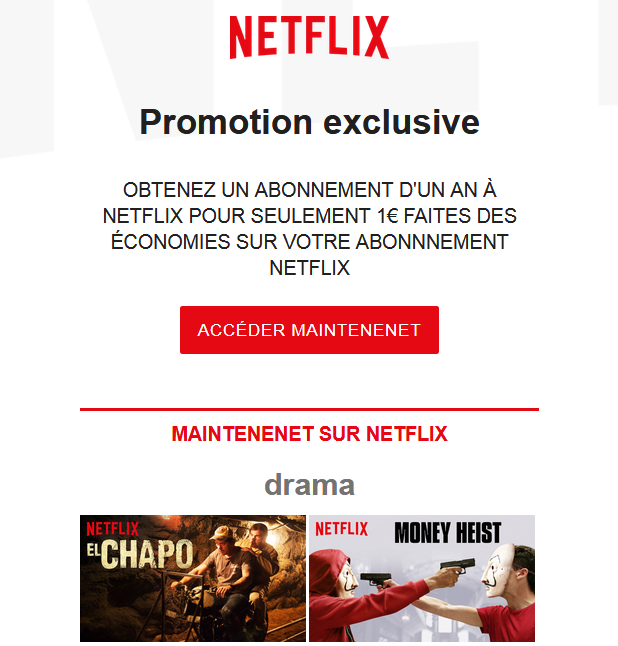 NETFLIX
Promotion exclusive
OBTENEZ UN ABONNEMENT D'UN AN À
NETFLIX POUR SEULEMENT 1€ FAITES DES
ÉCONOMIES SUR VOTRE ABONNNEMENT
NETFLIX
ACCÉDER MAINTENENET
MAINTENENET SUR NETFLIX
drama
NETFLIX
EL CHAPO
NETFLIX
MONEY HEIST